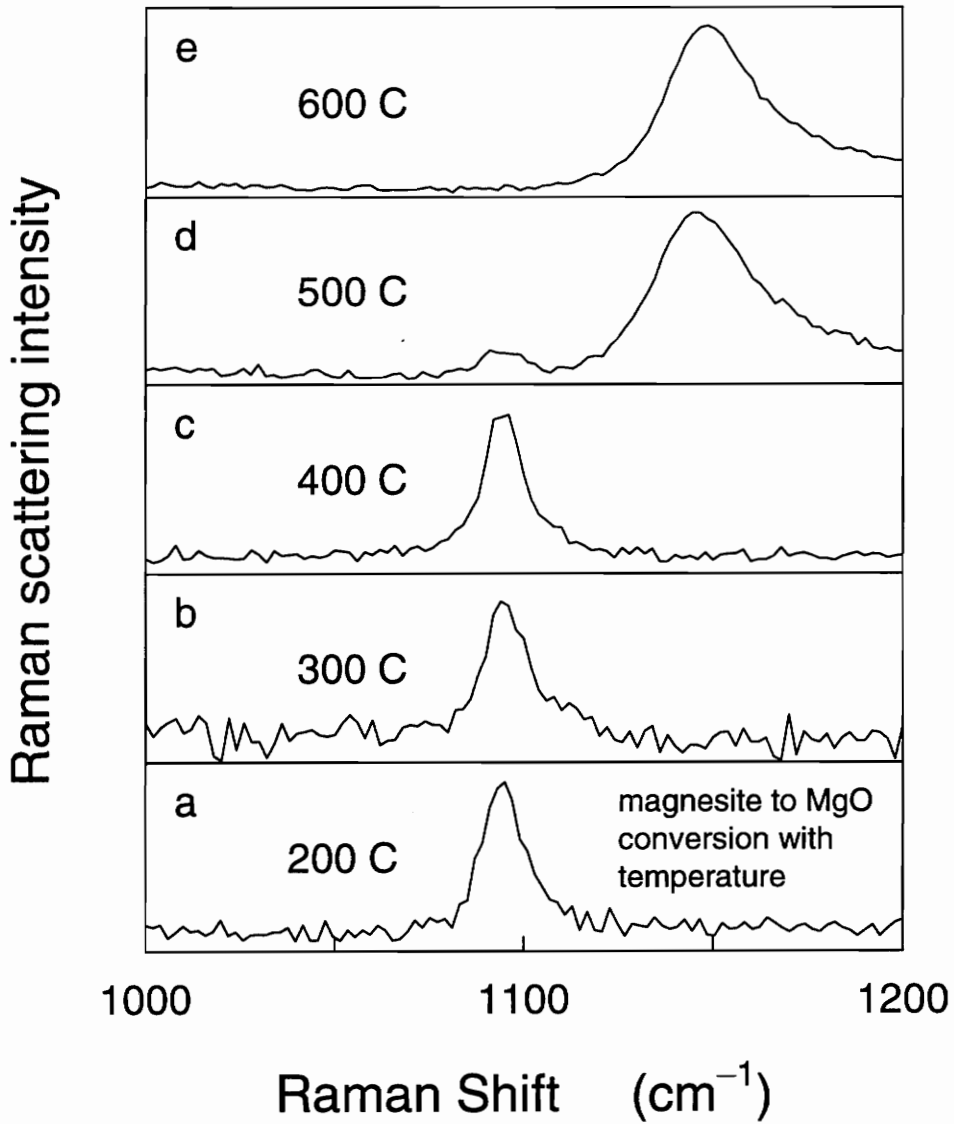 Raman scattering intensity
e
600 C
d
500 C
c
400 C
b
300 C
a
200 C
magnesite to MgO
conversion with
temperature
1000 1100 1200
Raman Shift (cm⁻¹)